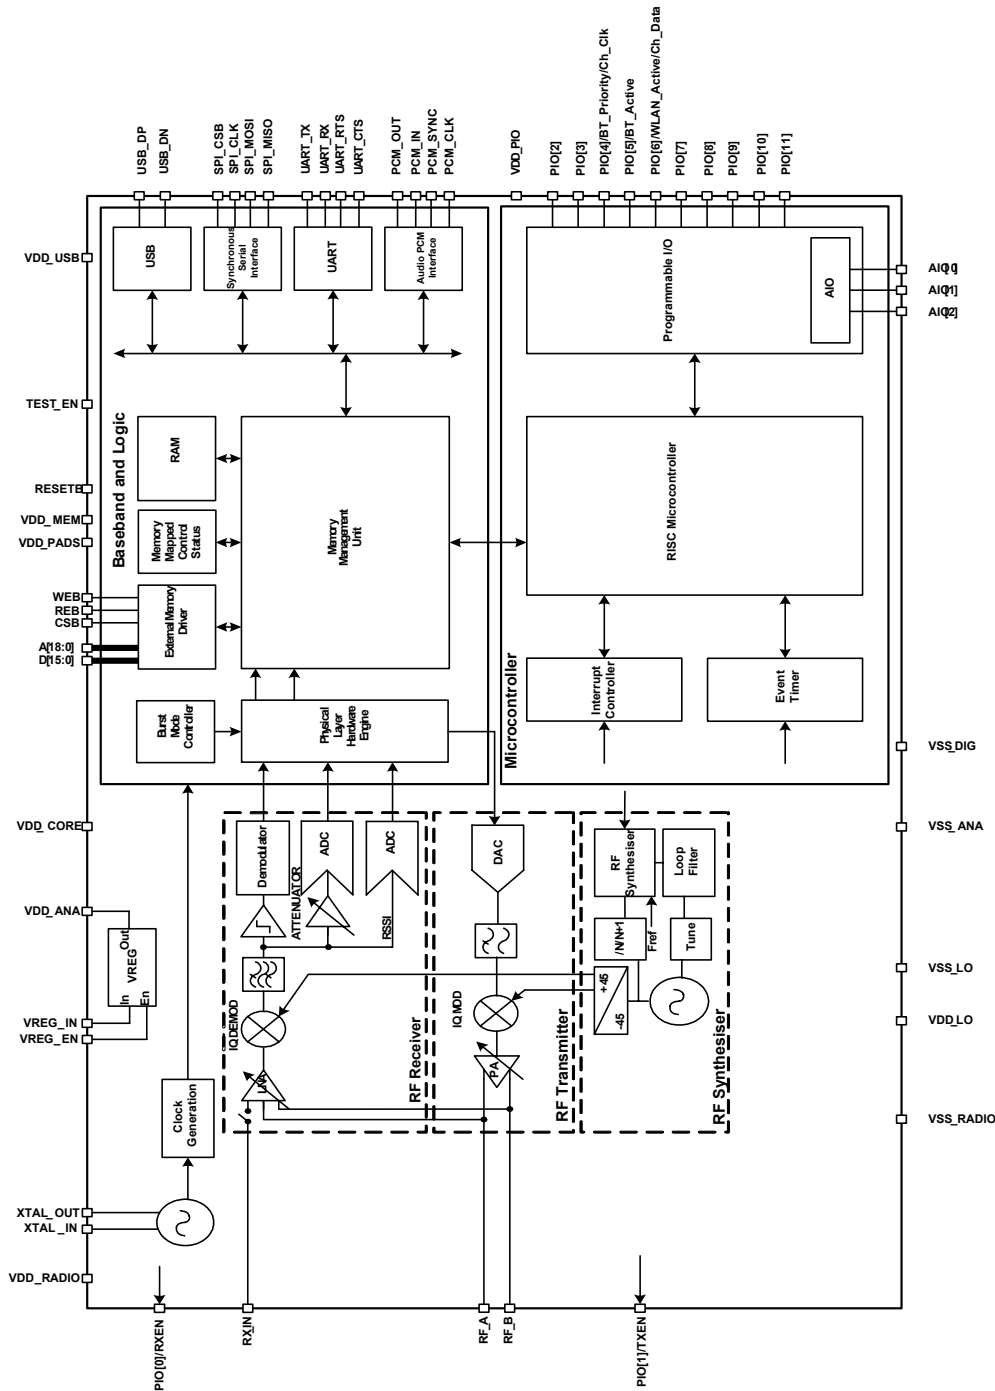 USB_DP
USB_DN
SPI_CSB
SPI_CLK
SPI_MOSI
SPI_MISO
UART_TX
UART_RX
UART_RTS
UART_CTS
PCM_OUT
PCM_IN
PCM_SYNC
PCM_CLK
VDD_PIO
PIO[2]
PIO[3]
PIO[4]/BT_Priority/Ch_Clk
PIO[5]/BT_Active
PIO[6]/WLAN_Active/Ch_Data
PIO[7]
PIO[8]
PIO[9]
PIO[10]
PIO[11]
VDD_USB
TEST_EN
RESETB
VDD_MEM
VDD_PADS
WEB
REB
CSB
A[18:0]
D[15:0]
VDD_CORE
VDD_ANA
VREG_IN
VREG_EN
XTAL_OUT
XTAL_IN
VDD_RADIO
Baseband and Logic
USB
Synchronous
Serial
Interface
UART
Audio PCM
Interface
RAM
Memory
Mapped
Control
Status
External Memory
Driver
Memory
Management
Unit
Burst
Mode
Controller
Physical
Layer
Hardware
Engine
Microcontroller
Programmable I/O
AIO
RISC Microcontroller
Interrupt
Controller
Event
Timer
AIO[0]
AIO[1]
AIO[2]
VSS_DIG
VSS_ANA
VSS_LO
VDD_LO
VSS_RADIO
VREG
Out
In
En
Clock
Generation
RF Receiver
Demodulator
ADC
ADC
ATTENUATOR
RSSI
IQ DEMOD
LNA
RF Transmitter
DAC
IQ MOD
PA
RF Synthesiser
RF
Synthesiser
Loop
Filter
/N/N+1
Fref
Tune
+45
-45
PIO[0]/RXEN
RX_IN
RF_A
RF_B
PIO[1]/TXEN